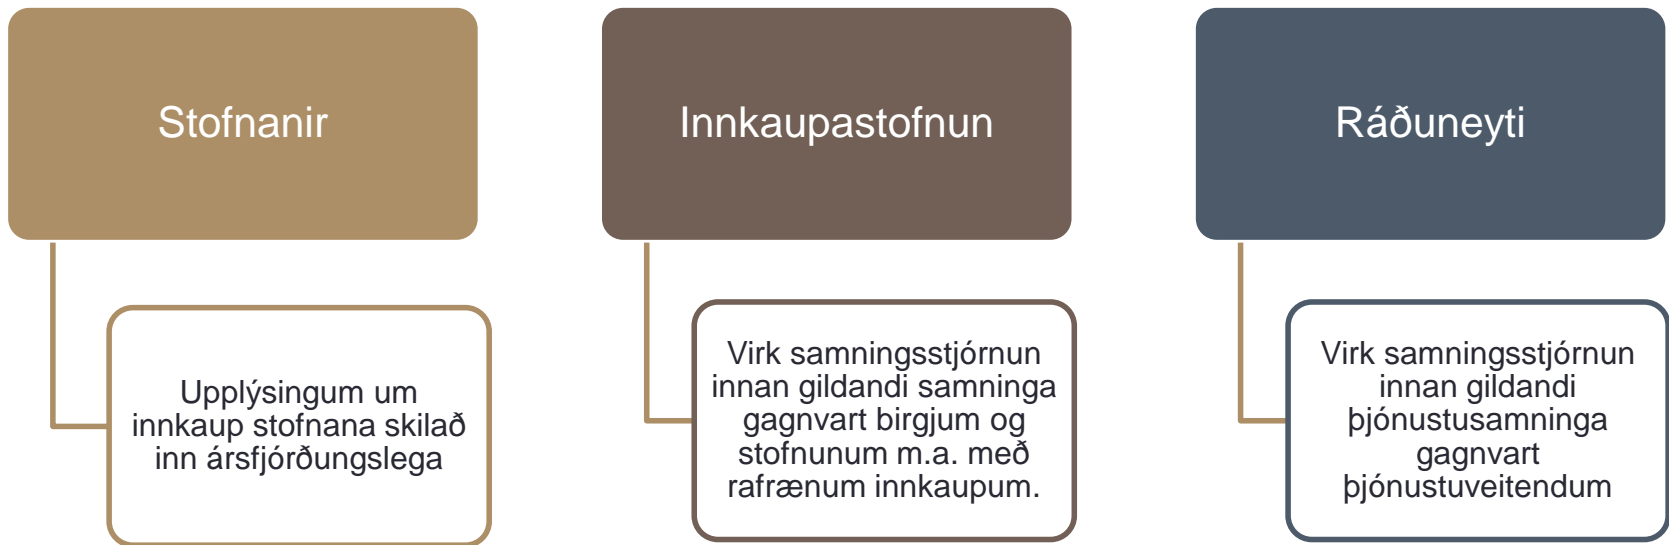 Stofnanir
Upplýsingum um
innkaup stofnana skilað
inn ársfjórðungslega
Innkaupastofnun
Virk samningsstjórnun
innan gildandi samninga
gagnvart birgjum og
stofnunum m.a. með
rafrænum innkaupum.
Ráðuneyti
Virk samningsstjórnun
innan gildandi
þjónustusamninga
gagnvart
þjónustuveitendum